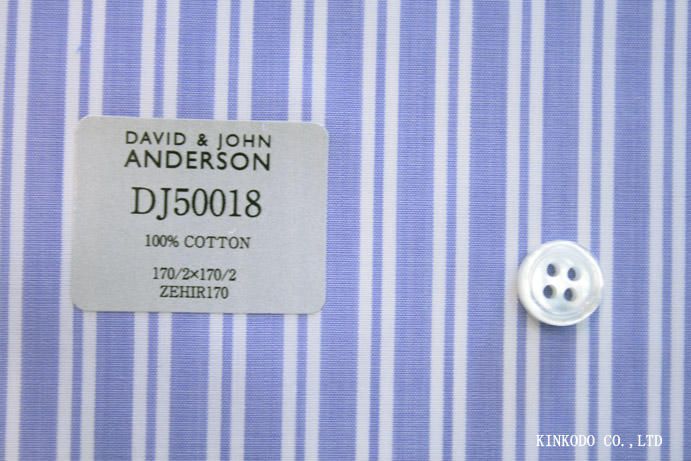 DAVID & JOHN
ANDERSON
DJ50018
100% COTTON
170/2×170/2
ZEHIR170
KINKODO CO.,LTD